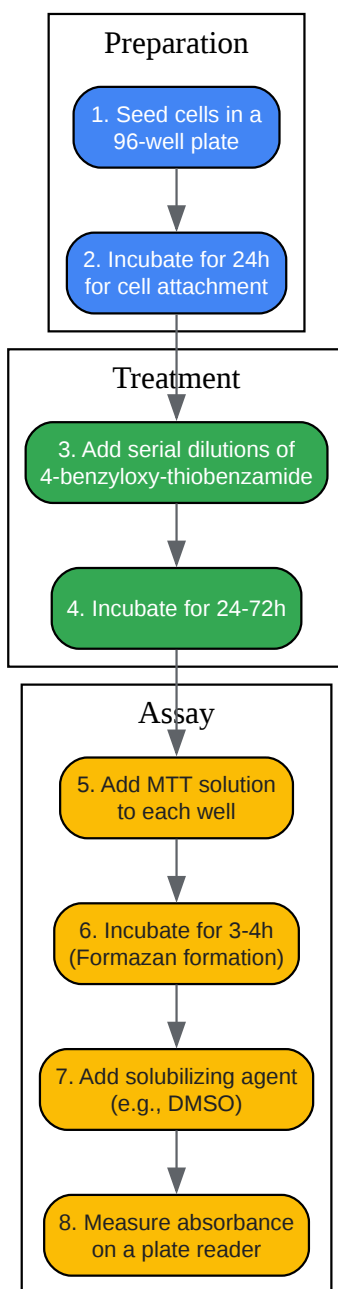 Preparation
1. Seed cells in a
96-well plate
2. Incubate for 24h
for cell attachment
Treatment
3. Add serial dilutions of
4-benzyloxy-thiobenzamide
4. Incubate for 24-72h
Assay
5. Add MTT solution
to each well
6. Incubate for 3-4h
(Formazan formation)
7. Add solubilizing agent
(e.g., DMSO)
8. Measure absorbance
on a plate reader